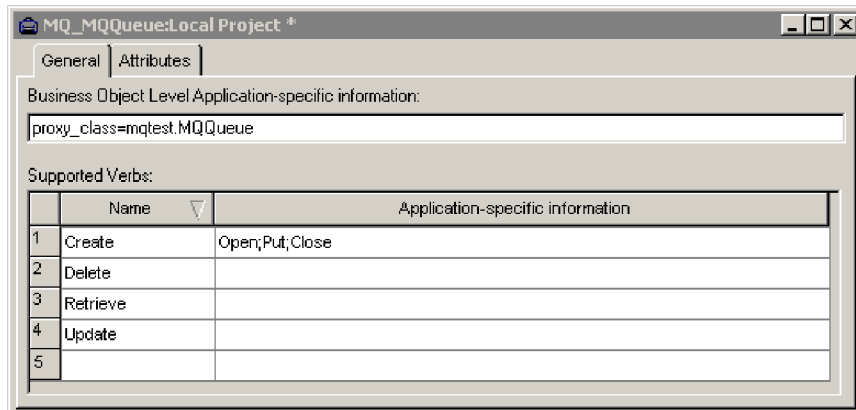 MQ_MQQueue:Local Project *
General Attributes
Business Object Level Application-specific information:
proxy_class=mqtest.MQQueue
Supported Verbs:
Name Application-specific information
1 Create Open;Put;Close
2 Delete
3 Retrieve
4 Update
5